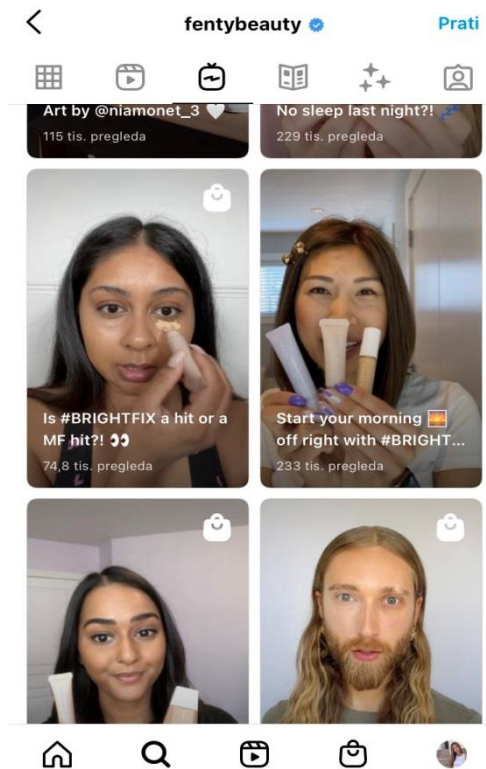 fentybeauty
Prati
Art by @niamonet_3 🤍
115 tis. pregleda
No sleep last night?! 💤
229 tis. pregleda
Is #BRIGHTFIX a hit or a
MF hit?! 👀
74,8 tis. pregleda
Start your morning 🌅
off right with #BRIGHT...
233 tis. pregleda